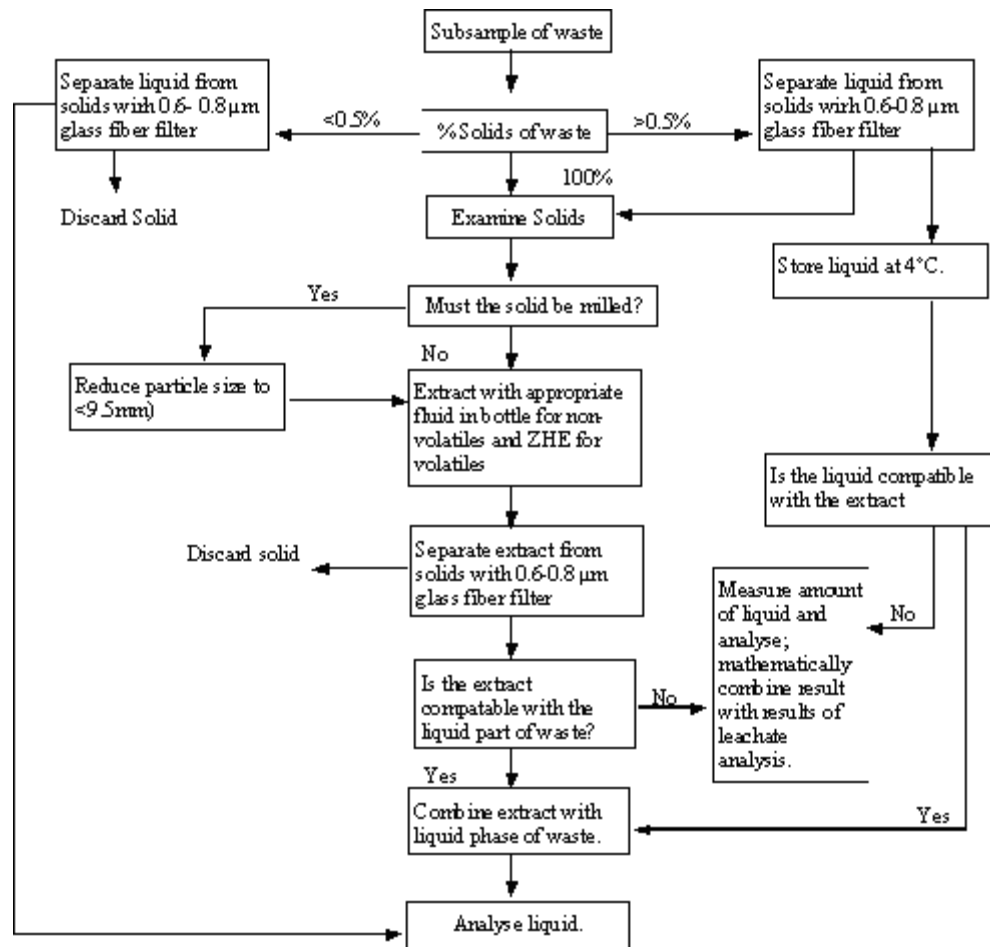 Subsample of waste
Separate liquid from
solids with 0.6- 0.8 µm
glass fiber filter
<0.5%
% Solids of waste
>0.5%
Separate liquid from
solids wirh 0.6-0.8 µm
glass fiber filter
100%
Discard Solid
Examine Solids
Store liquid at 4°C.
Yes
Must the solid be milled?
No
Reduce particle size to
<9.5mm)
Extract with appropriate
fluid in bottle for non-
volatiles and ZHE for
volatiles
Is the liquid compatible
with the extract
Discard solid
Separate extract from
solids with 0.6-0.8 µm
glass fiber filter
Measure amount
of liquid and
analyse;
mathematically
combine result
with results of
leachate
analysis.
No
Is the extract
compatable with the
liquid part of waste?
No
Yes
Combine extract with
liquid phase of waste.
Yes
Analyse liquid.